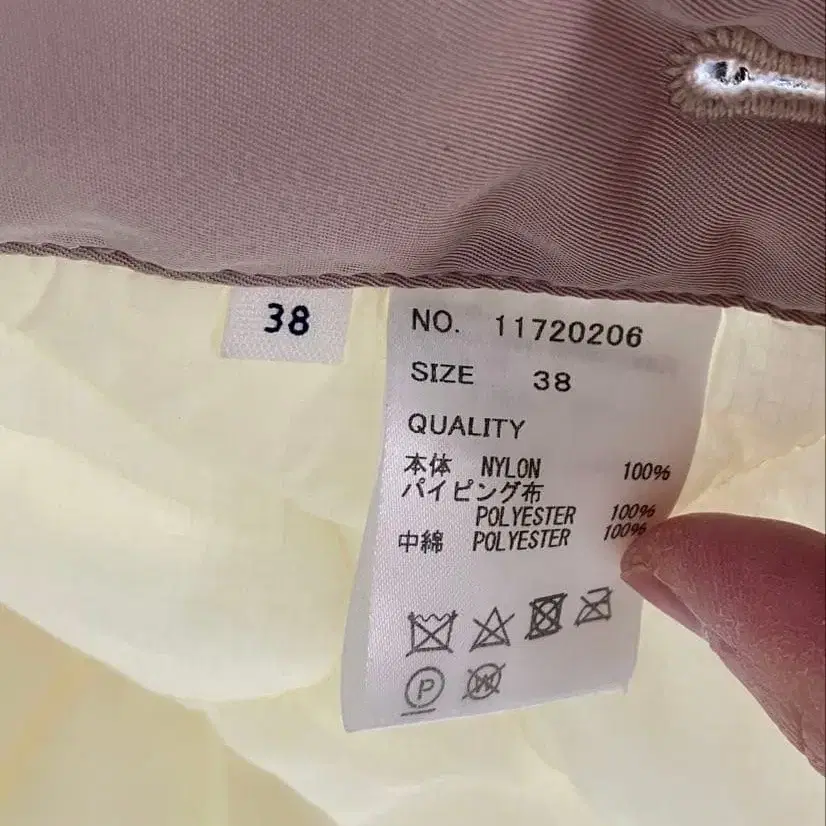 38
NO. 11720206
SIZE 38
QUALITY
本体 NYLON 100%
パイピング布
POLYESTER 100%
中綿 POLYESTER 100%
P
W